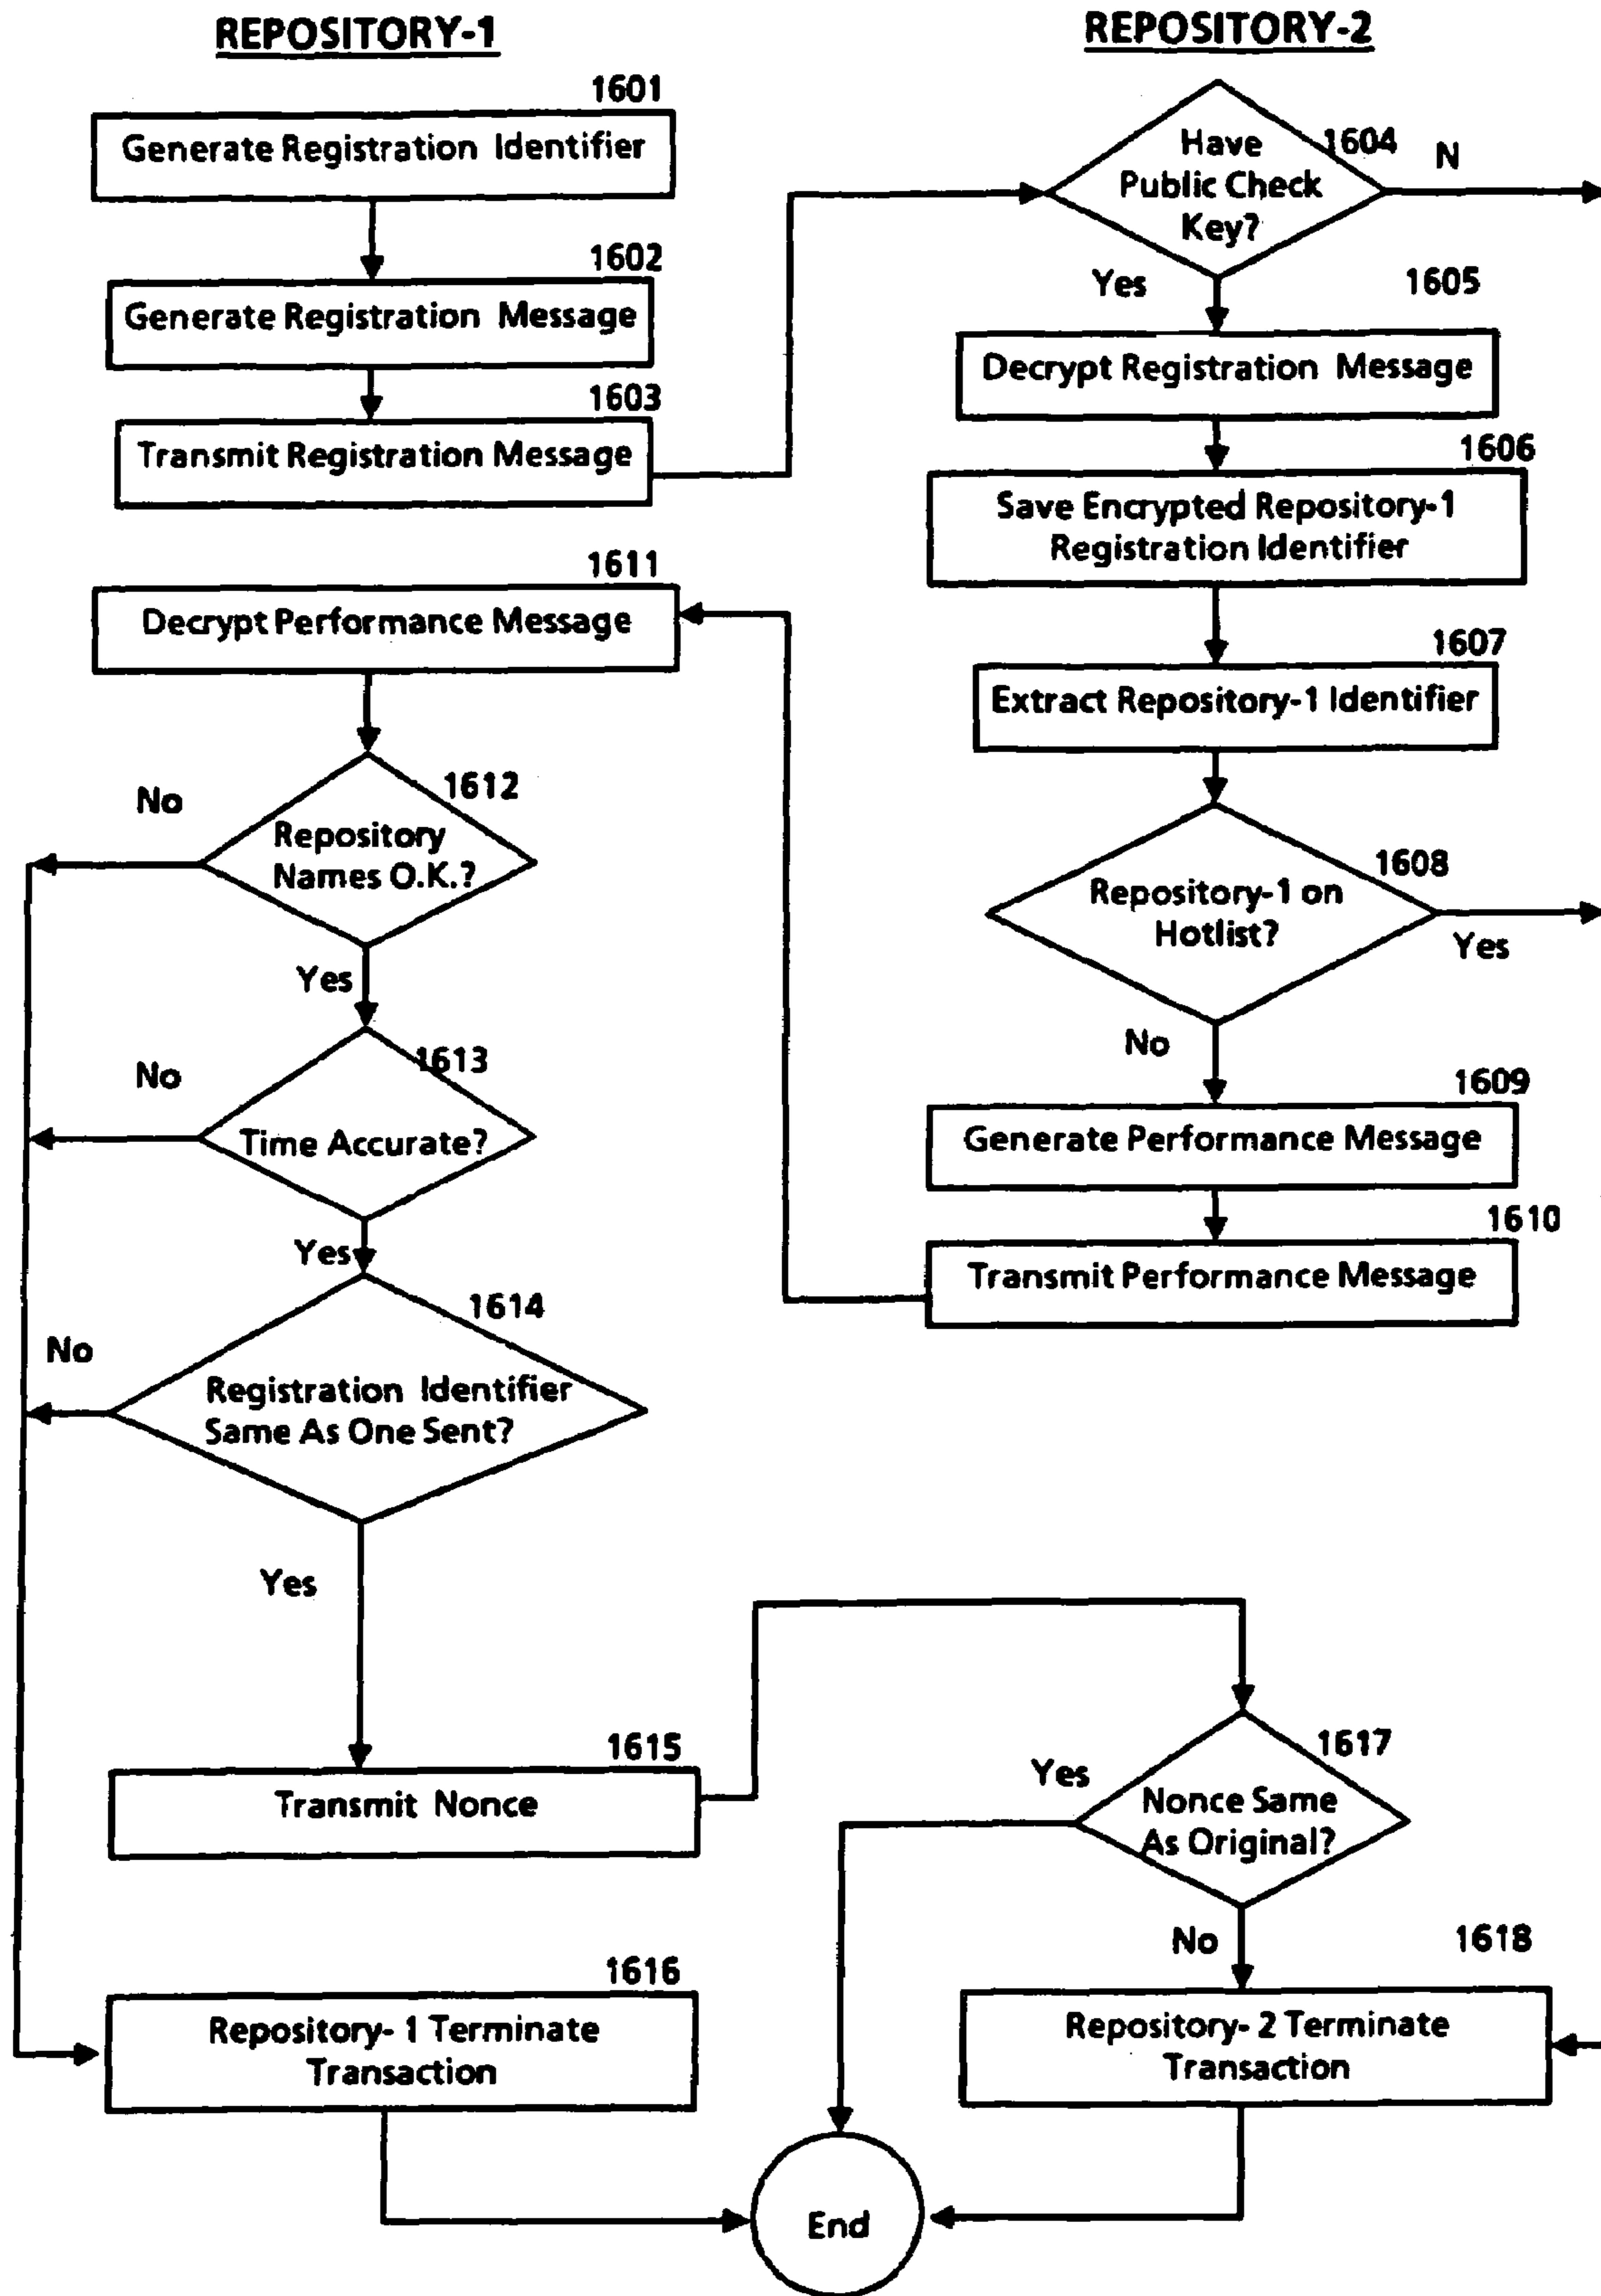 REPOSITORY-1
1601
Generate Registration Identifier
1602
Generate Registration Message
1603
Transmit Registration Message
1611
Decrypt Performance Message
1612
No
Repository
Names O.K.?
Yes
1613
No
Time Accurate?
Yes
1614
No
Registration Identifier
Same As One Sent?
Yes
1615
Transmit Nonce
1616
Repository- 1 Terminate
Transaction
REPOSITORY-2
1604
N
Have
Public Check
Key?
Yes
1605
Decrypt Registration Message
1606
Save Encrypted Repository-1
Registration Identifier
1607
Extract Repository-1 Identifier
1608
Repository-1 on
Hotlist?
Yes
No
1609
Generate Performance Message
1610
Transmit Performance Message
1617
Yes
Nonce Same
As Original?
No
1618
Repository- 2 Terminate
Transaction
End